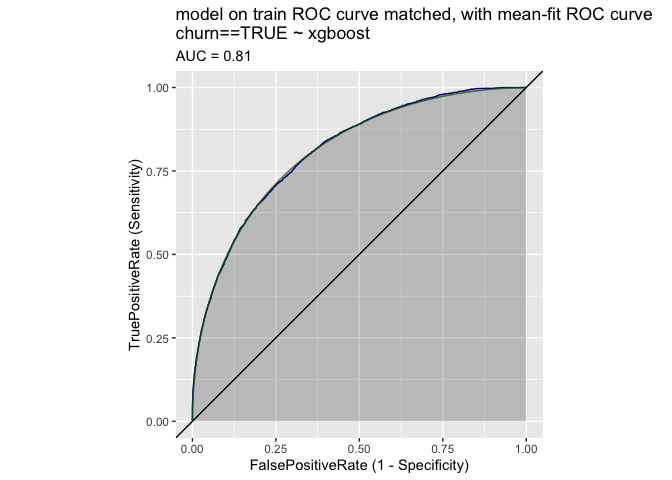 model on train ROC curve matched, with mean-fit ROC curve
churn==TRUE ~ xgboost
AUC = 0.81
1.00
0.75
0.50
0.25
0.00
TruePositiveRate (Sensitivity)
0.00 0.25 0.50 0.75 1.00
FalsePositiveRate (1 - Specificity)